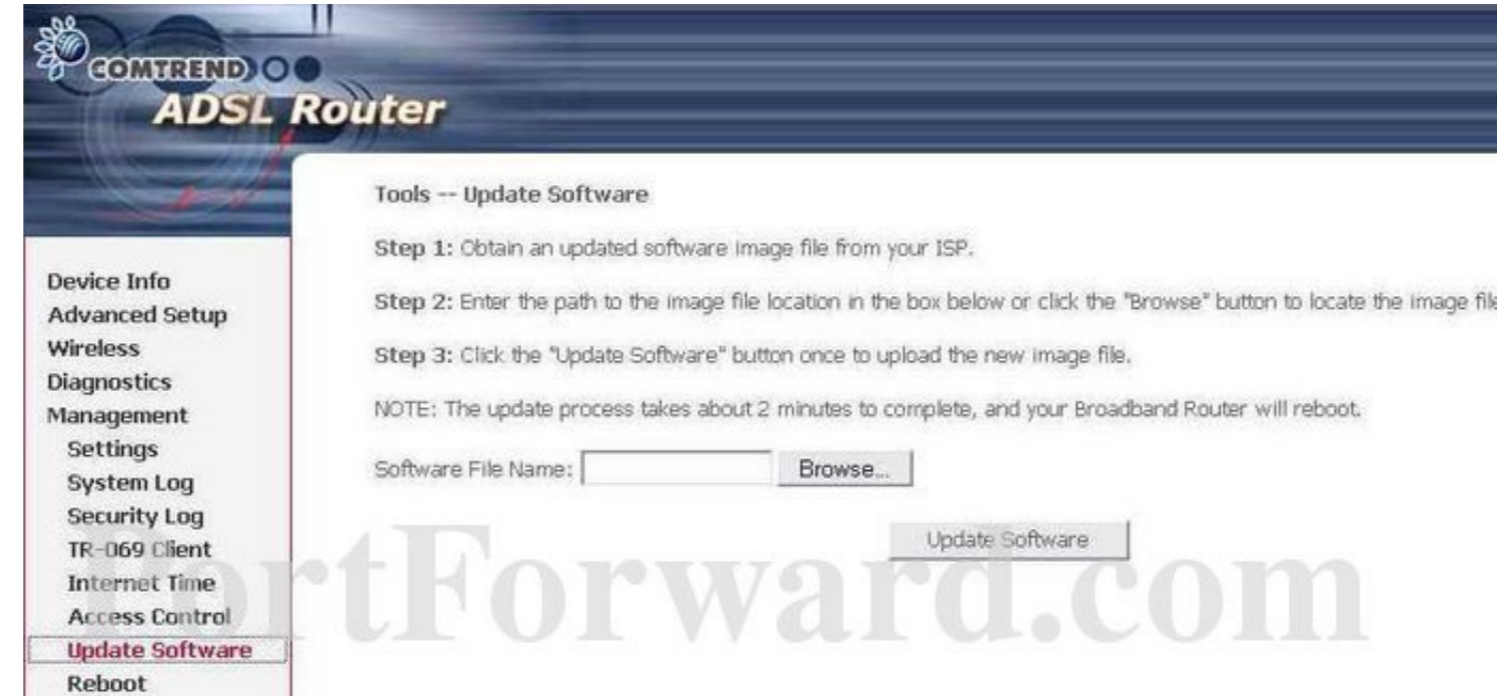 COMTREND
ADSL Router
Tools -- Update Software
Step 1: Obtain an updated software image file from your ISP.
Step 2: Enter the path to the image file location in the box below or click the "Browse" button to locate the image file
Step 3: Click the "Update Software" button once to upload the new image file.
NOTE: The update process takes about 2 minutes to complete, and your Broadband Router will reboot.
Software File Name:
Browse...
Update Software
Device Info
Advanced Setup
Wireless
Diagnostics
Management
Settings
System Log
Security Log
TR-069 Client
Internet Time
Access Control
Update Software
Reboot
PortForward.com